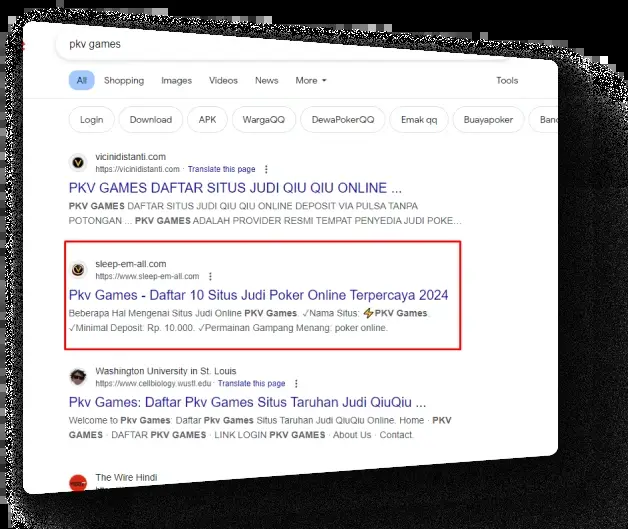 pkv games
All Shopping Images Videos News More Tools
Login Download APK WargaQQ DewaPokerQQ Emak qq Buayapoker
vicinidistanti.com
https://vicinidistanti.com · Translate this page
PKV GAMES DAFTAR SITUS JUDI QIU QIU ONLINE ...
PKV GAMES DAFTAR SITUS JUDI QIU QIU ONLINE DEPOSIT VIA PULSA TANPA
POTONGAN ... PKV GAMES ADALAH PROVIDER RESMI TEMPAT PENYEDIA JUDI POKE...
sleep-em-all.com
https://www.sleep-em-all.com
Pkv Games - Daftar 10 Situs Judi Poker Online Terpercaya 2024
Beberapa Hal Mengenai Situs Judi Online PKV Games. ✓Nama Situs: ⚡PKV Games.
✓Minimal Deposit: Rp. 10.000. ✓Permainan Gampang Menang: poker online.
Washington University in St. Louis
https://www.cellbiology.wustl.edu · Translate this page
Pkv Games: Daftar Pkv Games Situs Taruhan Judi QiuQiu ...
Welcome to Pkv Games: Daftar Pkv Games Situs Taruhan Judi QiuQiu Online. Home · PKV
GAMES · DAFTAR PKV GAMES · LINK LOGIN PKV GAMES · About Us · Contact.
The Wire Hindi